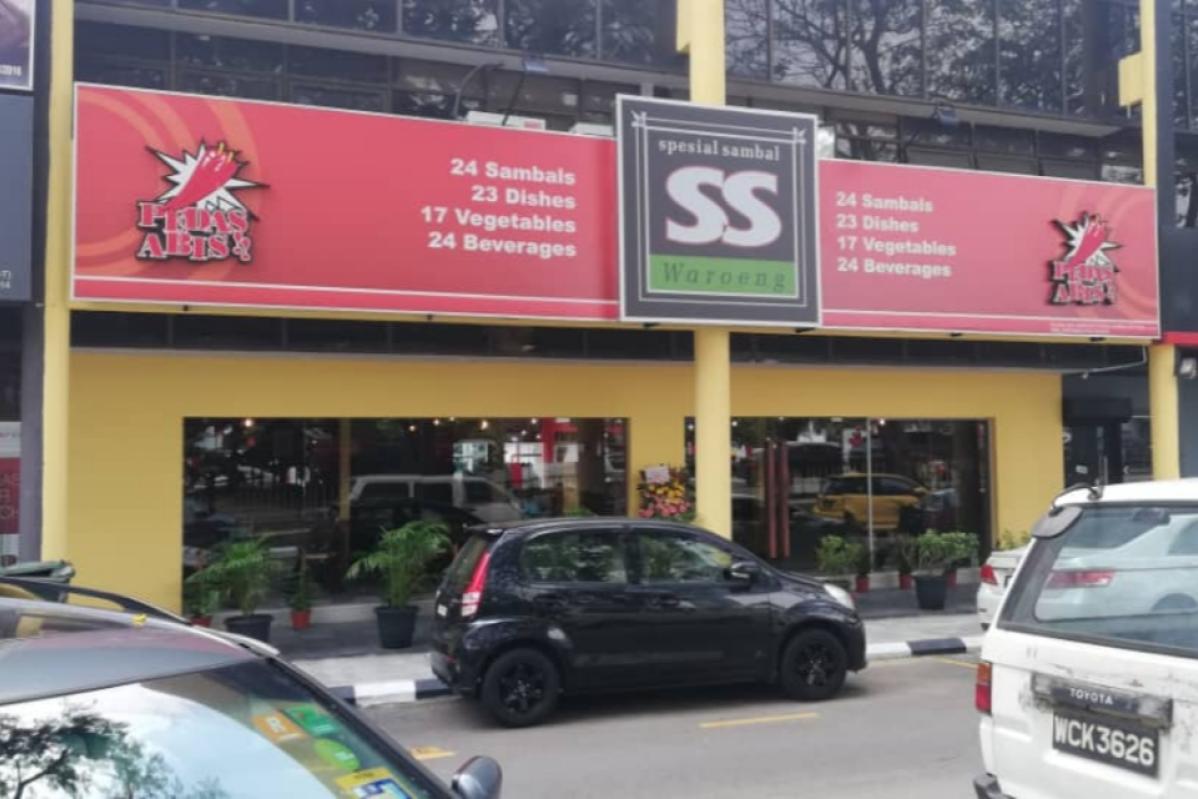 PEDAS
ABIS !?
24 Sambals
23 Dishes
17 Vegetables
24 Beverages
spesial sambal
SS
Waroeng
24 Sambals
23 Dishes
17 Vegetables
24 Beverages
PEDAS
ABIS !?
TOYOTA
WCK3626